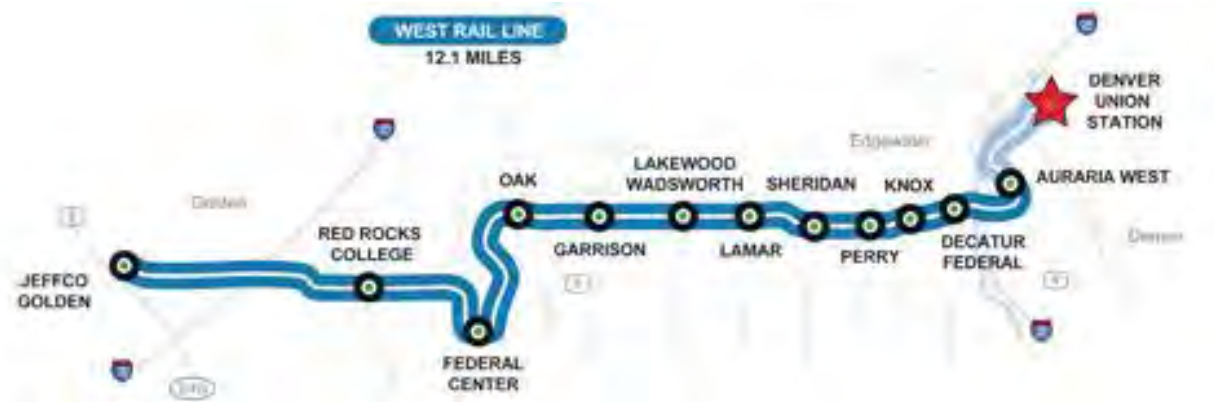 WEST RAIL LINE
12.1 MILES
DENVER
UNION
STATION
Edgewater
AURARIA WEST
LAKEWOOD
WADSWORTH
SHERIDAN
KNOX
OAK
Golden
RED ROCKS
COLLEGE
GARRISON
LAMAR
PERRY
DECATUR
FEDERAL
Denver
JEFFCO
GOLDEN
FEDERAL
CENTER